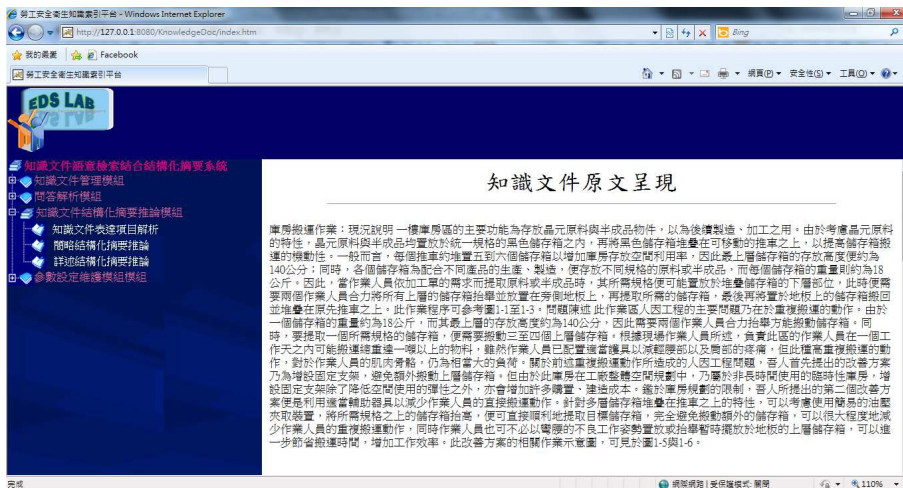 勞工安全衛生知識索引平台 - Windows Internet Explorer
http://127.0.0.1:8080/KnowledgeDoc/index.htm
Bing
我的最愛
Facebook
勞工安全衛生知識索引平台
網頁(P)
安全性(S)
工具(O)
EDS LAB
知識文件語意檢索結合結構化摘要系統
知識文件管理模組
問答解析模組
知識文件結構化摘要推論模組
知識文件表達項目解析
簡略結構化摘要推論
詳述結構化摘要推論
參數設定維護模組模組
知識文件原文呈現
庫房搬運作業：現況說明 一樓庫房區的主要功能為存放晶元原料與半成品物件，以為後續製造、加工之用。由於考慮晶元原料
的特性，晶元原料與半成品均置放於統一規格的黑色儲存箱之內，再將黑色儲存箱堆疊在可移動的推車之上，以提高儲存箱搬
運的機動性。一般而言，每個推車約堆置五到六個儲存箱以增加庫房存放空間利用率，因此最上層儲存箱的存放高度便約為
140公分；同時，各個儲存箱為配合不同產品的生產、製造，便存放不同規格的原料或半成品，而每個儲存箱的重量則約為18
公斤。因此，當作業人員依加工單的需求而提取原料或半成品時，其所需規格便可能置放於堆疊儲存箱的下層部位，此時便需
要兩個作業人員合力將所有上層的儲存箱抬舉並放置在旁側地板上，再提取所需的儲存箱，最後再將置於地板上的儲存箱搬回
並堆疊在原先推車之上。此作業程序可參考圖1-1至1-3。問題陳述 此作業區人因工程的主要問題乃在於重複搬運的動作。由於
一個儲存箱的重量約為18公斤，而其最上層的存放高度約為140公分，因此需要兩個作業人員合力抬舉方能搬動儲存箱。同
時，要提取一個所需規格的儲存箱，便需要搬動三至四個上層儲存箱，根據現場作業人員所述，負責此區的作業人員在一個工
作天之內可能搬運總重達一噸以上的物料，雖然作業人員已配置適當護具以減輕腰部以及肩部的疼痛，但此種高重複搬運的動
作，對於作業人員的肌肉骨骼，仍為相當大的負荷。關於前述重複搬運動作所造成的人因工程問題，吾人首先提出的改善方案
乃為增設固定支架，避免額外搬動上層儲存箱。但由於此庫房在工廠整體空間規劃中，乃屬於非長時間使用的臨時性庫房，增
設固定支架除了降低空間使用的彈性之外，亦會增加許多購置、建造成本。鑑於庫房規劃的限制，吾人所提出的第二個改善方
案便是利用適當輔助器具以減少作業人員的直接搬運動作。針對多層儲存箱堆疊在推車之上的特性，可以考慮使用簡易的油壓
夾取裝置，將所需規格之上的儲存箱抬高，便可直接順利地提取目標儲存箱，完全避免搬動額外的儲存箱，可以很大程度地減
少作業人員的重複搬運動作，同時作業人員也可不必以彎腰的不良工作姿勢置放或抬舉暫時擺放於地板的上層儲存箱，可以進
一步節省搬運時間，增加工作效率。此改善方案的相關作業示意圖，可見於圖1-5與1-6。
完成
網際網路 | 受保護模式: 關閉
110%